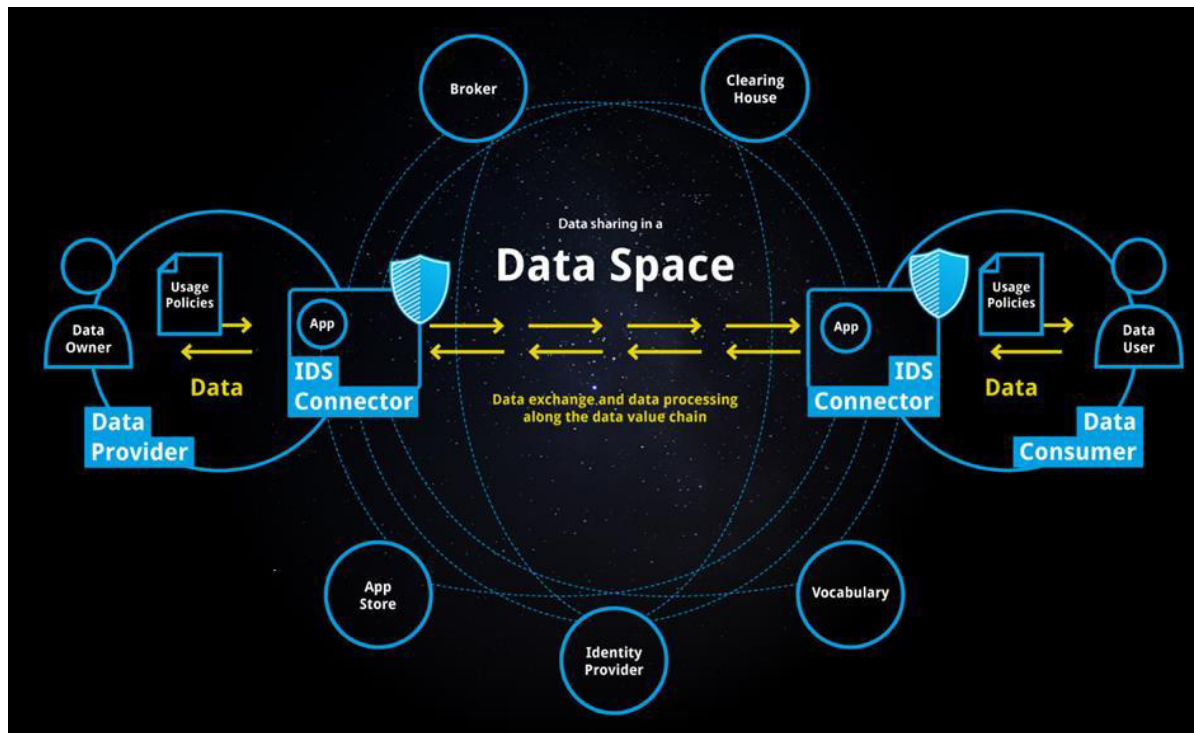 Broker
Clearing
House
Data sharing in a
Data Space
Usage
Policies
Data
Owner
Data
App
IDS
Connector
Data
Provider
Data exchange and data processing
along the data value chain
App
IDS
Connector
Usage
Policies
Data
User
Data
Data
Consumer
App
Store
Identity
Provider
Vocabulary